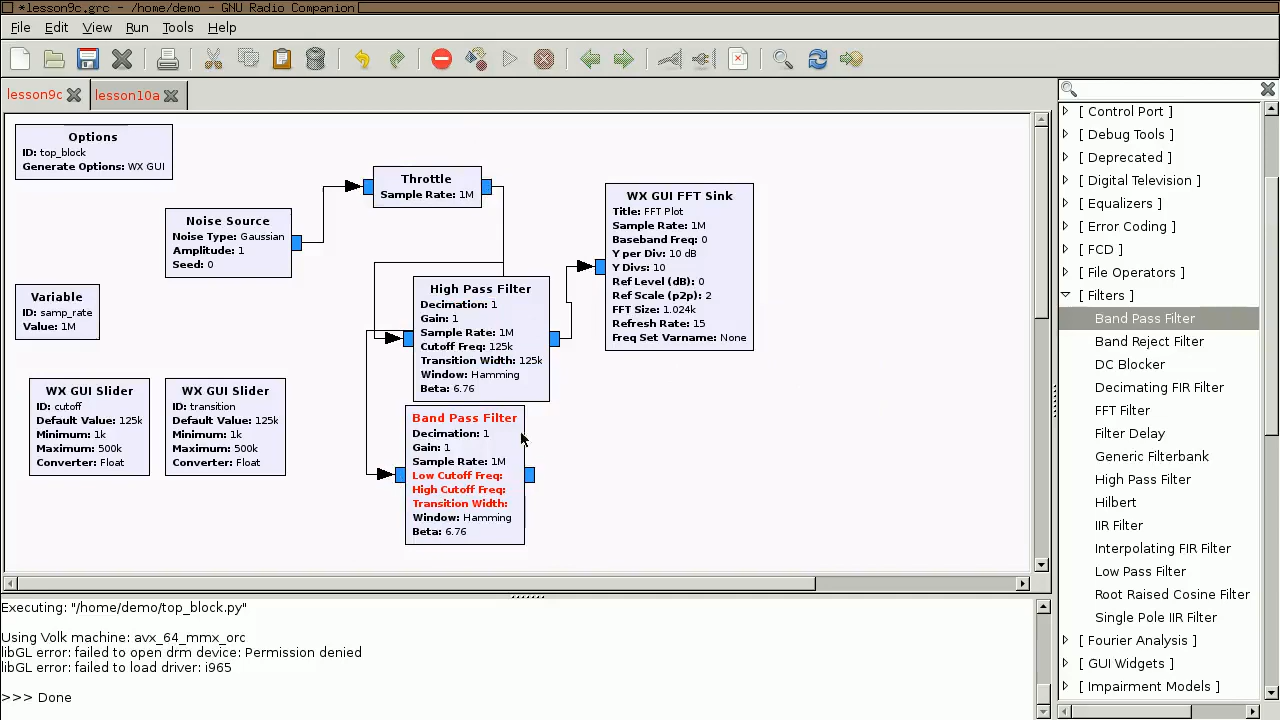 *lesson9c.grc - /home/demo - GNU Radio Companion
File Edit View Run Tools Help
lesson9c lesson10a
Options
ID: top_block
Generate Options: WX GUI
Throttle
Sample Rate: 1M
Noise Source
Noise Type: Gaussian
Amplitude: 1
Seed: 0
WX GUI FFT Sink
Title: FFT Plot
Sample Rate: 1M
Baseband Freq: 0
Y per Div: 10 dB
Y Divs: 10
Ref Level (dB): 0
Ref Scale (p2p): 2
FFT Size: 1.024k
Refresh Rate: 15
Freq Set Varname: None
Variable
ID: samp_rate
Value: 1M
High Pass Filter
Decimation: 1
Gain: 1
Sample Rate: 1M
Cutoff Freq: 125k
Transition Width: 125k
Window: Hamming
Beta: 6.76
WX GUI Slider
ID: cutoff
Default Value: 125k
Minimum: 1k
Maximum: 500k
Converter: Float
WX GUI Slider
ID: transition
Default Value: 125k
Minimum: 1k
Maximum: 500k
Converter: Float
Band Pass Filter
Decimation: 1
Gain: 1
Sample Rate: 1M
Low Cutoff Freq:
High Cutoff Freq:
Transition Width:
Window: Hamming
Beta: 6.76
[ Control Port ]
[ Debug Tools ]
[ Deprecated ]
[ Digital Television ]
[ Equalizers ]
[ Error Coding ]
[ FCD ]
[ File Operators ]
[ Filters ]
Band Pass Filter
Band Reject Filter
DC Blocker
Decimating FIR Filter
FFT Filter
Filter Delay
Generic Filterbank
High Pass Filter
Hilbert
IIR Filter
Interpolating FIR Filter
Low Pass Filter
Root Raised Cosine Filter
Single Pole IIR Filter
[ Fourier Analysis ]
[ GUI Widgets ]
[ Impairment Models ]
Executing: "/home/demo/top_block.py"
Using Volk machine: avx_64_mmx_orc
libGL error: failed to open drm device: Permission denied
libGL error: failed to load driver: i965
>>> Done